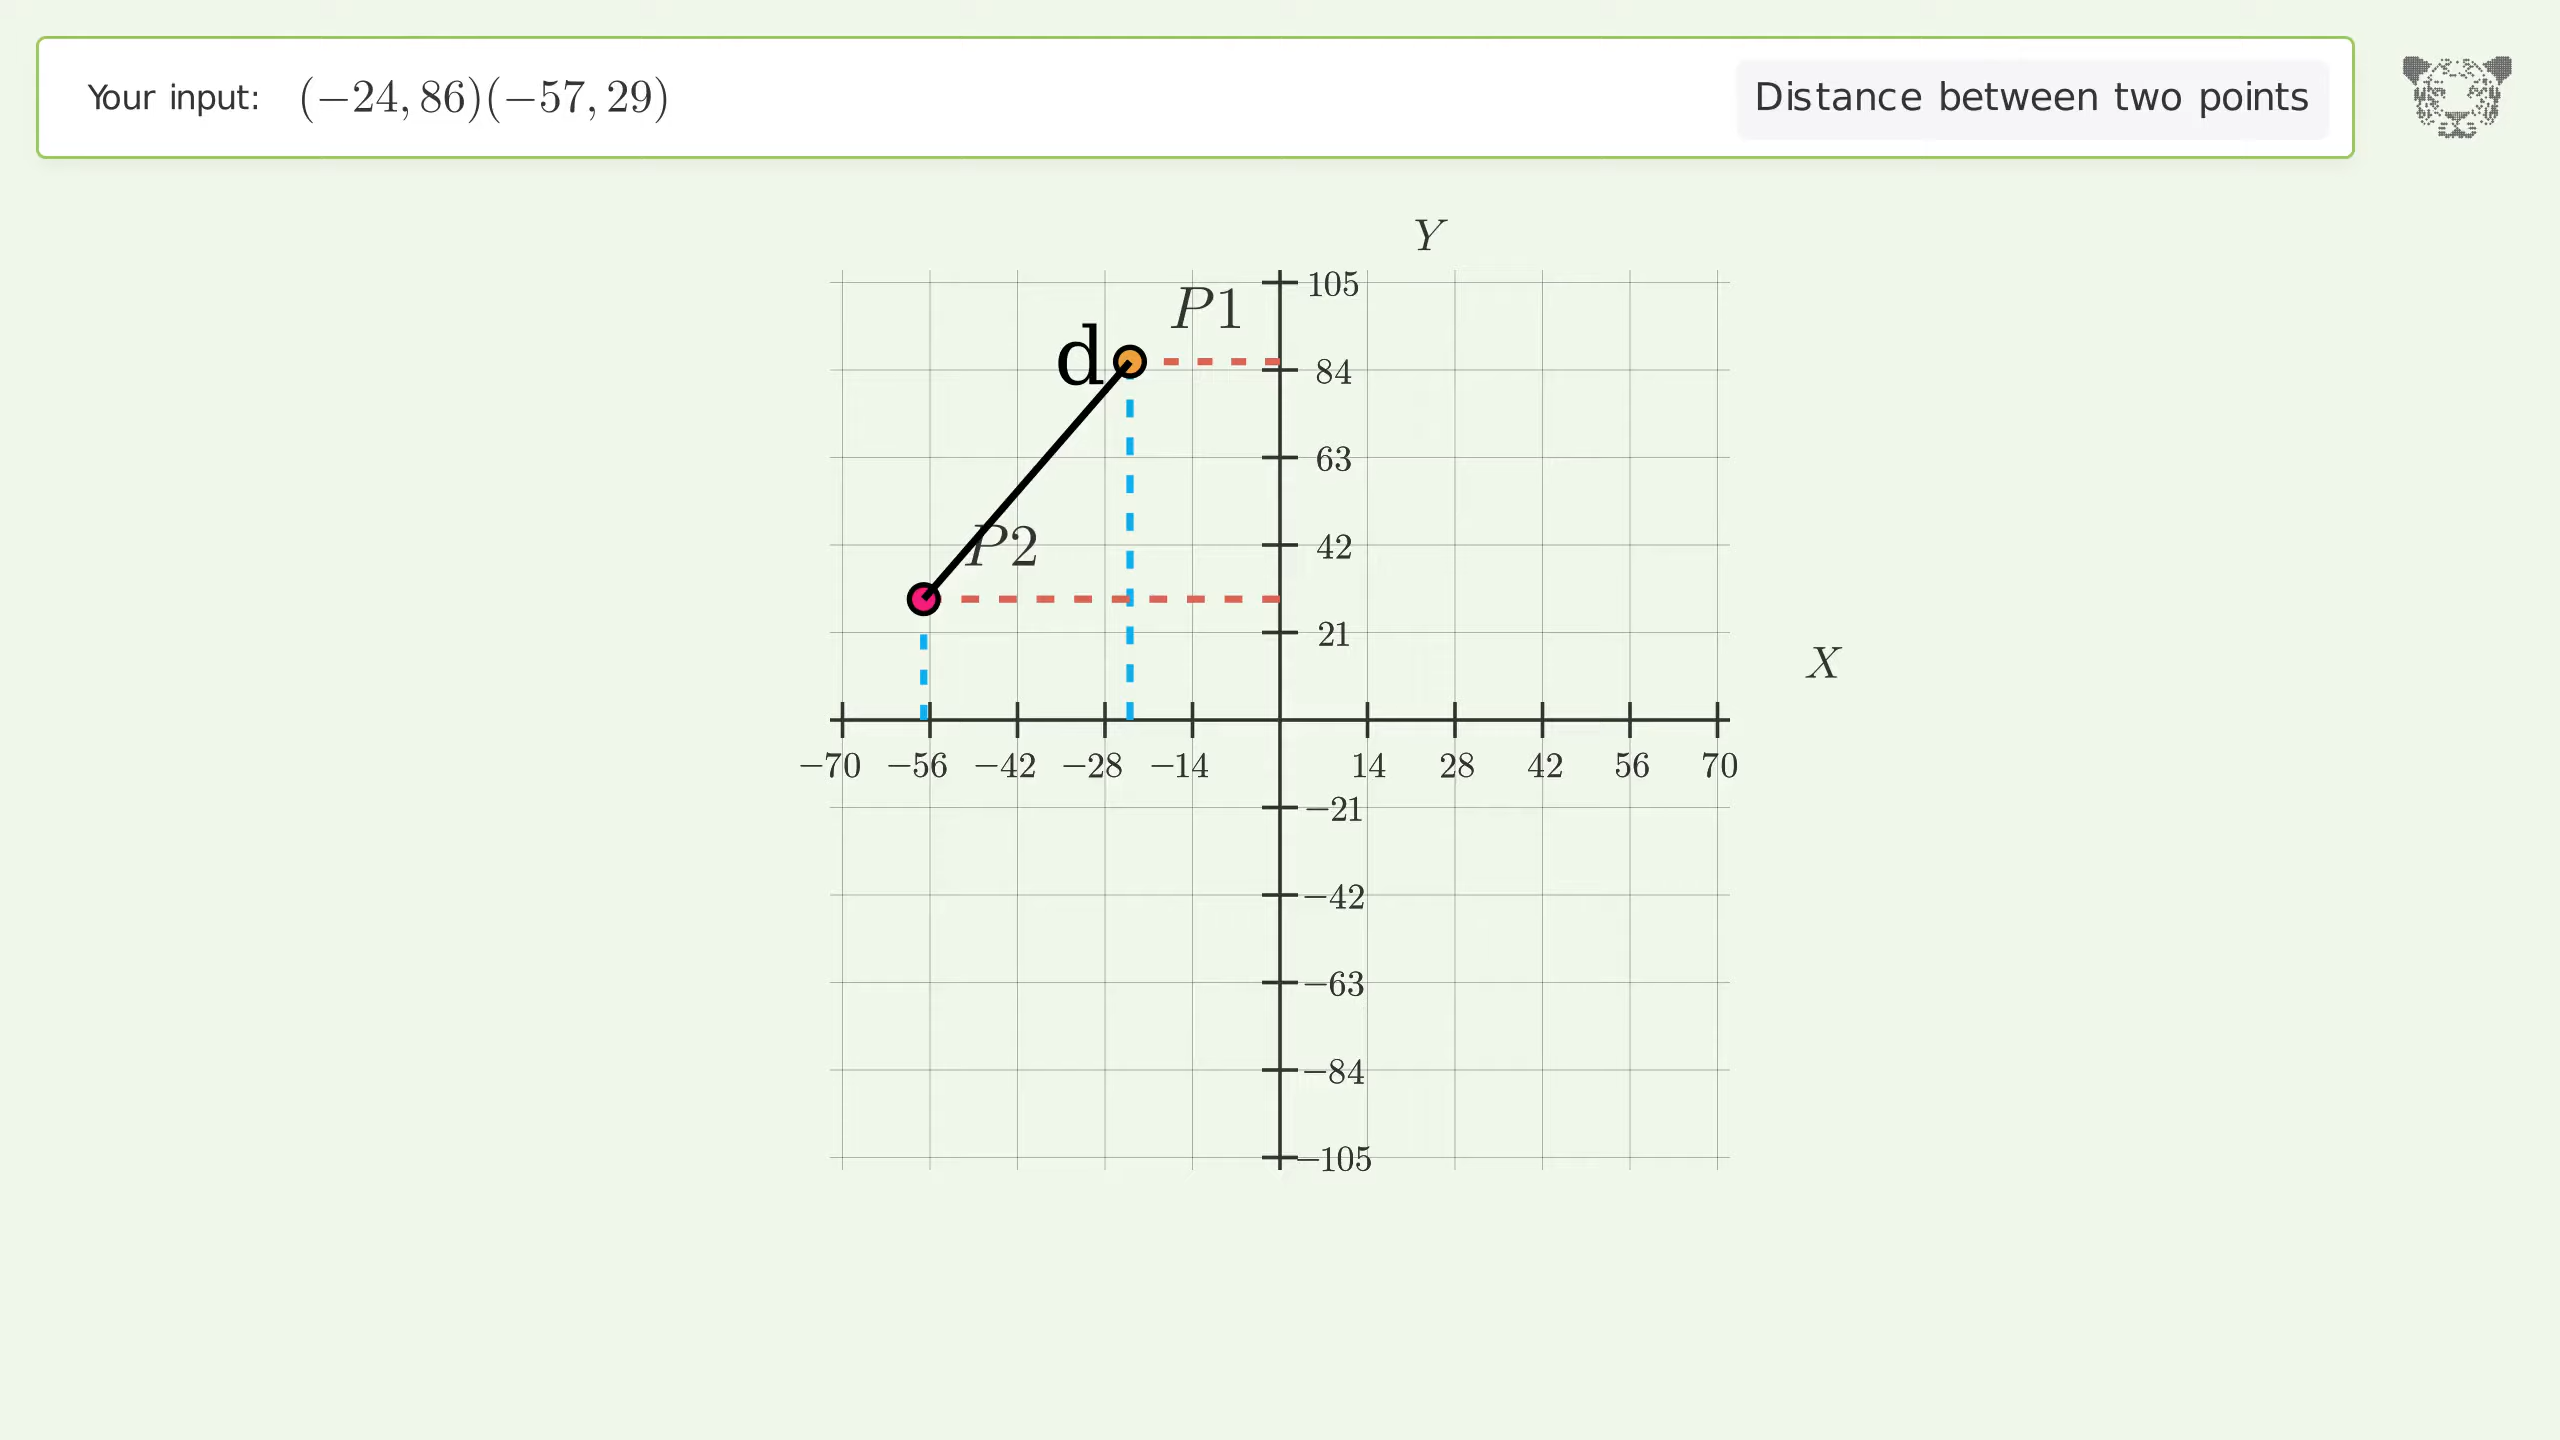 Your input: (−24, 86)(−57, 29)
Distance between two points
Y
105
P1
d
84
63
P2
42
21
X
−70 −56 −42 −28 −14 14 28 42 56 70
−21
−42
−63
−84
−105